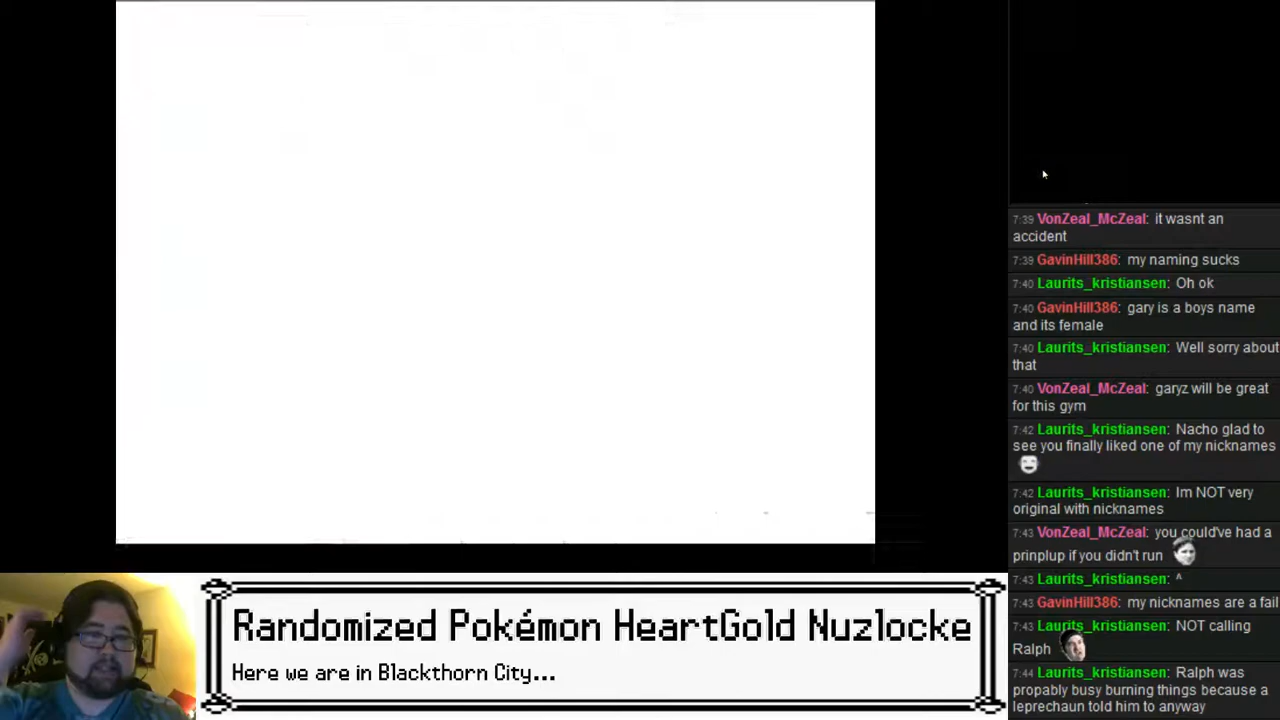 7:39 VonZeal_McZeal: it wasnt an
accident
7:39 GavinHill386: my naming sucks
7:40 Laurits_kristiansen: Oh ok
7:40 GavinHill386: gary is a boys name
and its female
7:40 Laurits_kristiansen: Well sorry about
that
7:40 VonZeal_McZeal: garyz will be great
for this gym
7:42 Laurits_kristiansen: Nacho glad to
see you finally liked one of my nicknames
7:42 Laurits_kristiansen: Im NOT very
original with nicknames
7:43 VonZeal_McZeal: you could've had a
prinplup if you didn't run
7:43 Laurits_kristiansen: ^
7:43 GavinHill386: my nicknames are a fail
7:43 Laurits_kristiansen: NOT calling
Ralph
7:44 Laurits_kristiansen: Ralph was
propably busy burning things because a
leprechaun told him to anyway
Randomized Pokémon HeartGold Nuzlocke
Here we are in Blackthorn City...